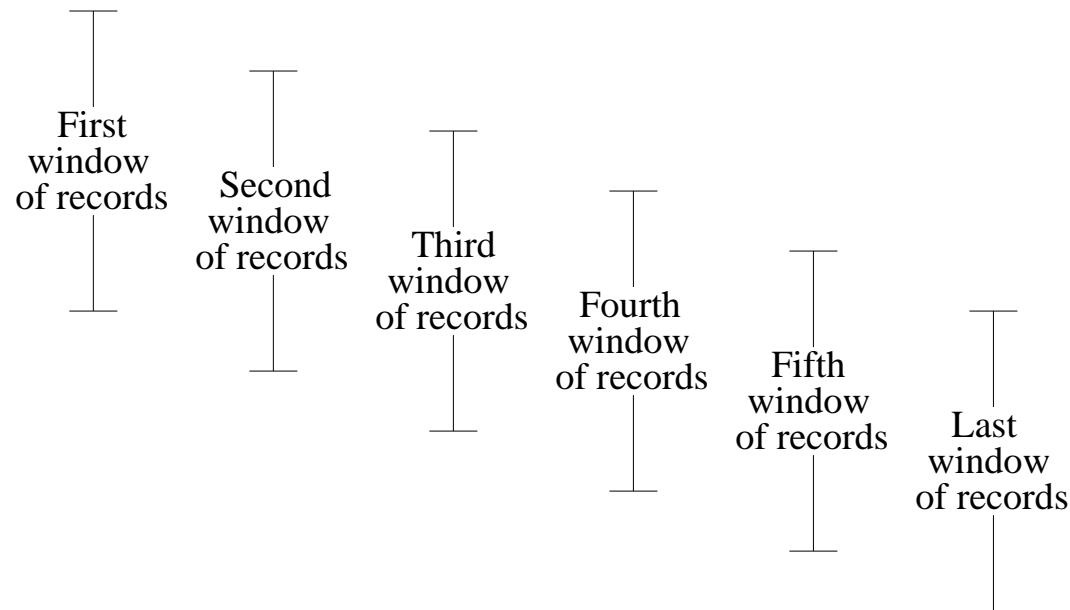 First
window
of records
Second
window
of records
Third
window
of records
Fourth
window
of records
Fifth
window
of records
Last
window
of records